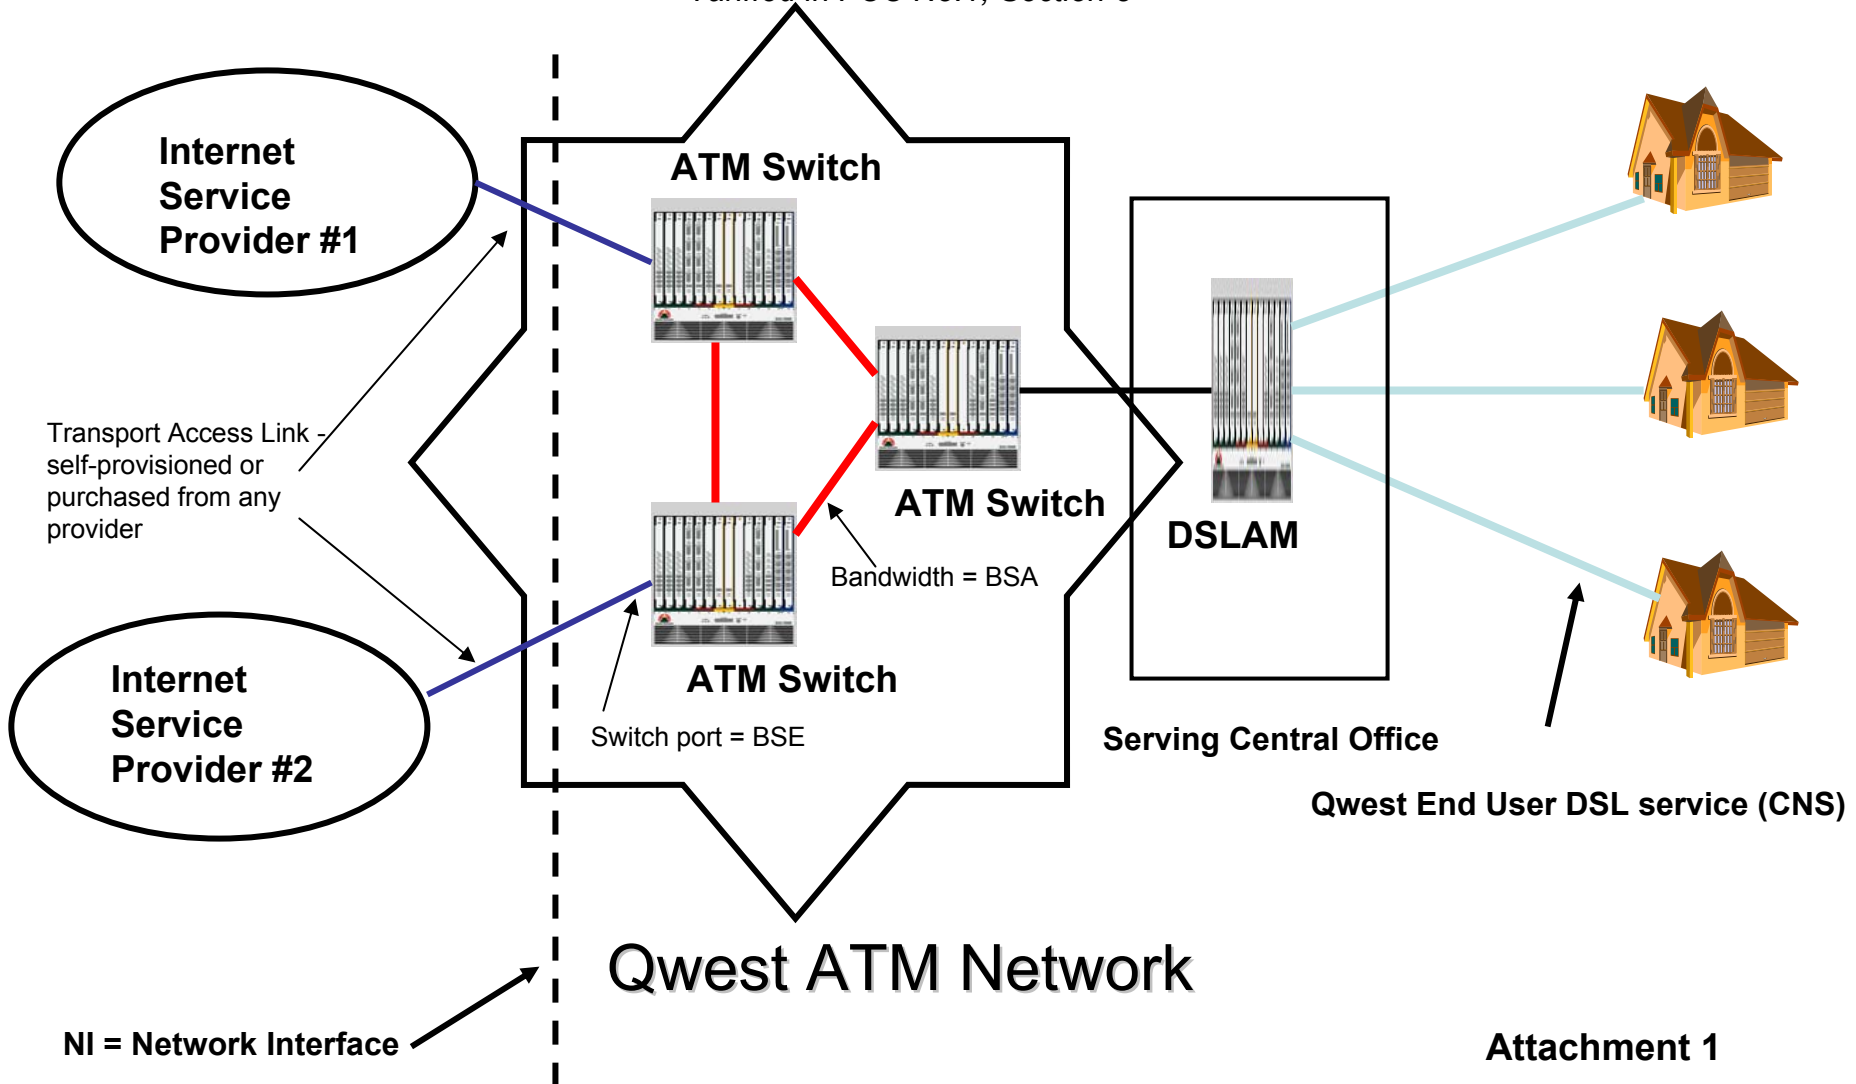 Internet
Service
Provider #1
ATM Switch
Transport Access Link -
self-provisioned or
purchased from any
provider
ATM Switch
DSLAM
Bandwidth = BSA
ATM Switch
Internet
Service
Provider #2
Switch port = BSE
Serving Central Office
Qwest End User DSL service (CNS)
Qwest ATM Network
NI = Network Interface
Attachment 1